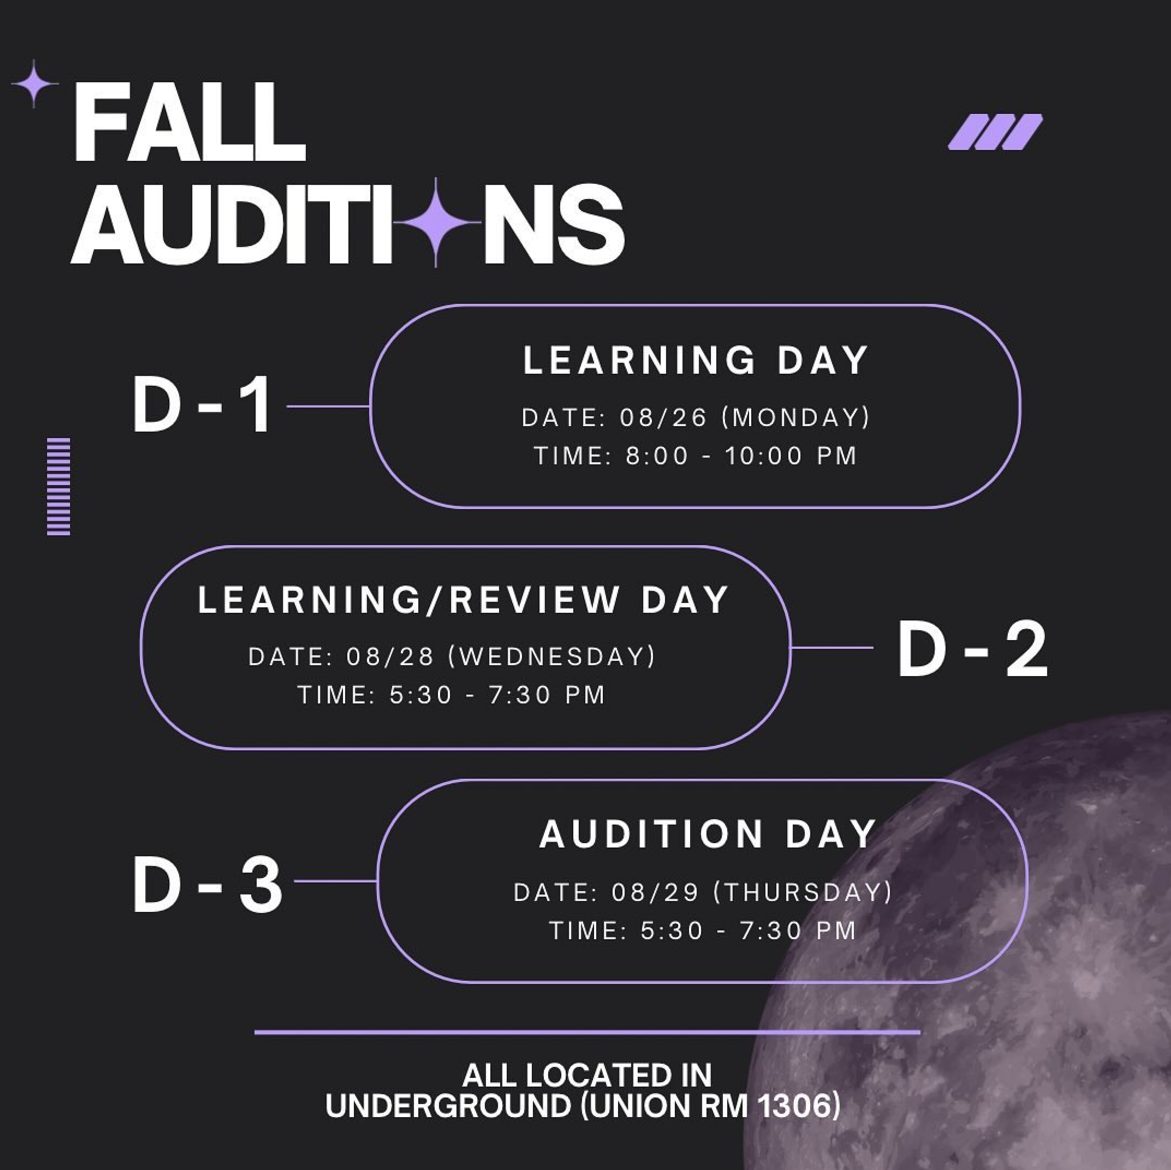 FALL
AUDITIONS
D-1
LEARNING DAY
DATE: 08/26 (MONDAY)
TIME: 8:00 - 10:00 PM
LEARNING/REVIEW DAY
DATE: 08/28 (WEDNESDAY)
TIME: 5:30 - 7:30 PM
D-2
D-3
AUDITION DAY
DATE: 08/29 (THURSDAY)
TIME: 5:30 - 7:30 PM
ALL LOCATED IN
UNDERGROUND (UNION RM 1306)